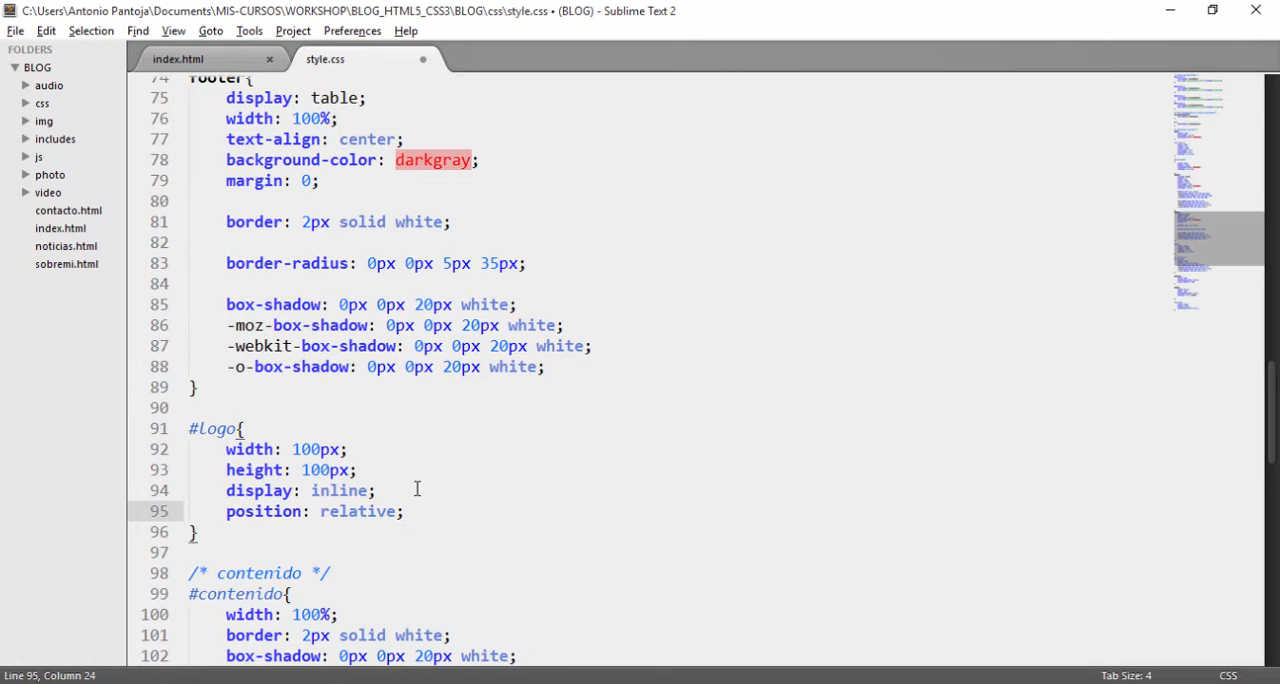 C:\Users\Antonio Pantoja\Documents\MIS-CURSOS\WORKSHOP\BLOG_HTML5_CSS3\BLOG\css\style.css • (BLOG) - Sublime Text 2
File Edit Selection Find View Goto Tools Project Preferences Help
FOLDERS
BLOG
audio
css
img
includes
js
photo
video
contacto.html
index.html
noticias.html
sobremi.html
index.html × style.css
74 footer{
75 display: table;
76 width: 100%;
77 text-align: center;
78 background-color: darkgray;
79 margin: 0;
80
81 border: 2px solid white;
82
83 border-radius: 0px 0px 5px 35px;
84
85 box-shadow: 0px 0px 20px white;
86 -moz-box-shadow: 0px 0px 20px white;
87 -webkit-box-shadow: 0px 0px 20px white;
88 -o-box-shadow: 0px 0px 20px white;
89 }
90
91 #logo{
92 width: 100px;
93 height: 100px;
94 display: inline;
95 position: relative;
96 }
97
98 /* contenido */
99 #contenido{
100 width: 100%;
101 border: 2px solid white;
102 box-shadow: 0px 0px 20px white;
Line 95, Column 24
Tab Size: 4
CSS